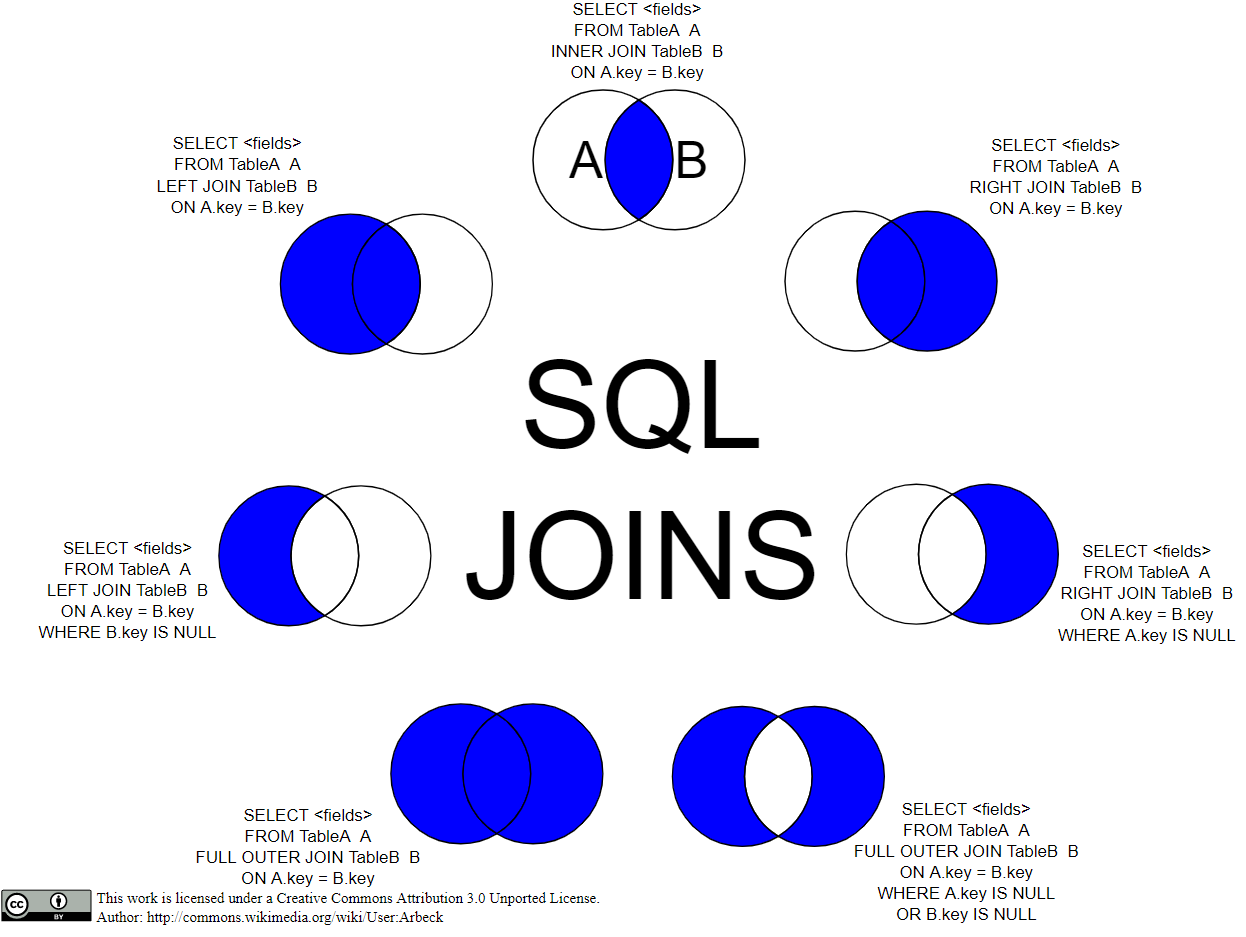 SELECT <fields>
FROM TableA  A
INNER JOIN TableB  B
ON A.key = B.key
A B
SELECT <fields>
FROM TableA  A
LEFT JOIN TableB  B
ON A.key = B.key
SELECT <fields>
FROM TableA  A
RIGHT JOIN TableB  B
ON A.key = B.key
SQL
JOINS
SELECT <fields>
FROM TableA  A
LEFT JOIN TableB  B
ON A.key = B.key
WHERE B.key IS NULL
SELECT <fields>
FROM TableA  A
RIGHT JOIN TableB  B
ON A.key = B.key
WHERE A.key IS NULL
SELECT <fields>
FROM TableA  A
FULL OUTER JOIN TableB  B
ON A.key = B.key
SELECT <fields>
FROM TableA  A
FULL OUTER JOIN TableB  B
ON A.key = B.key
WHERE A.key IS NULL
OR B.key IS NULL
cc
BY
This work is licensed under a Creative Commons Attribution 3.0 Unported License.
Author: http://commons.wikimedia.org/wiki/User:Arbeck